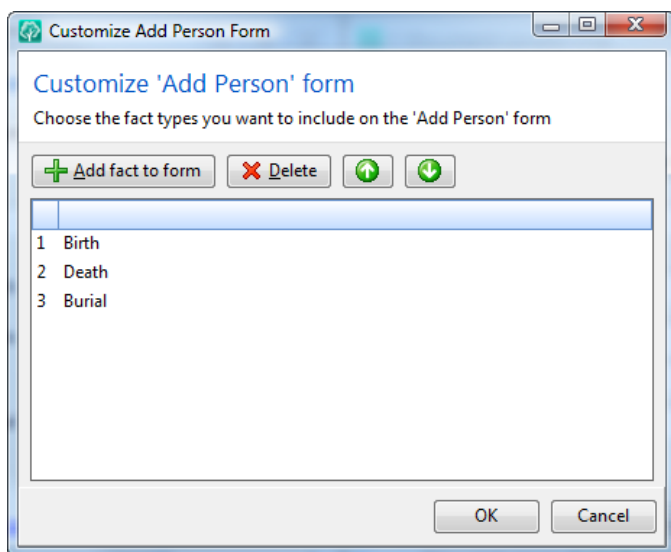 Customize Add Person Form
Customize 'Add Person' form
Choose the fact types you want to include on the 'Add Person' form
Add fact to form Delete
1 Birth
2 Death
3 Burial
OK Cancel